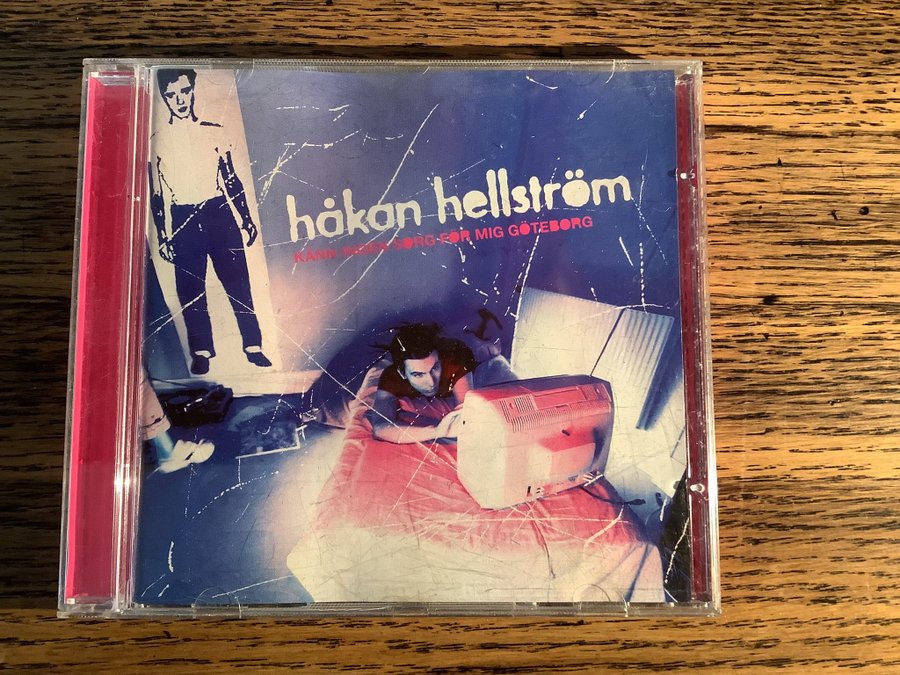 håkan hellström
KÄNN INGEN SORG FÖR MIG GÖTEBORG